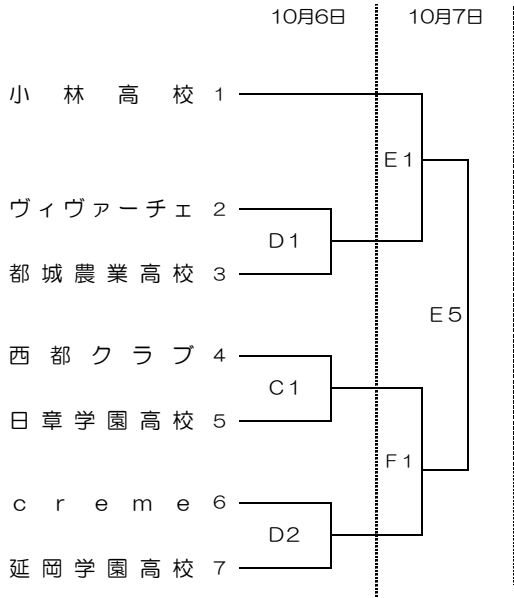 10月6日 10月7日
小林高校 1
E1
ヴィヴァーチェ 2
D1
都城農業高校 3
E5
西都クラブ 4
C1
日章学園高校 5
F1
creme 6
D2
延岡学園高校 7